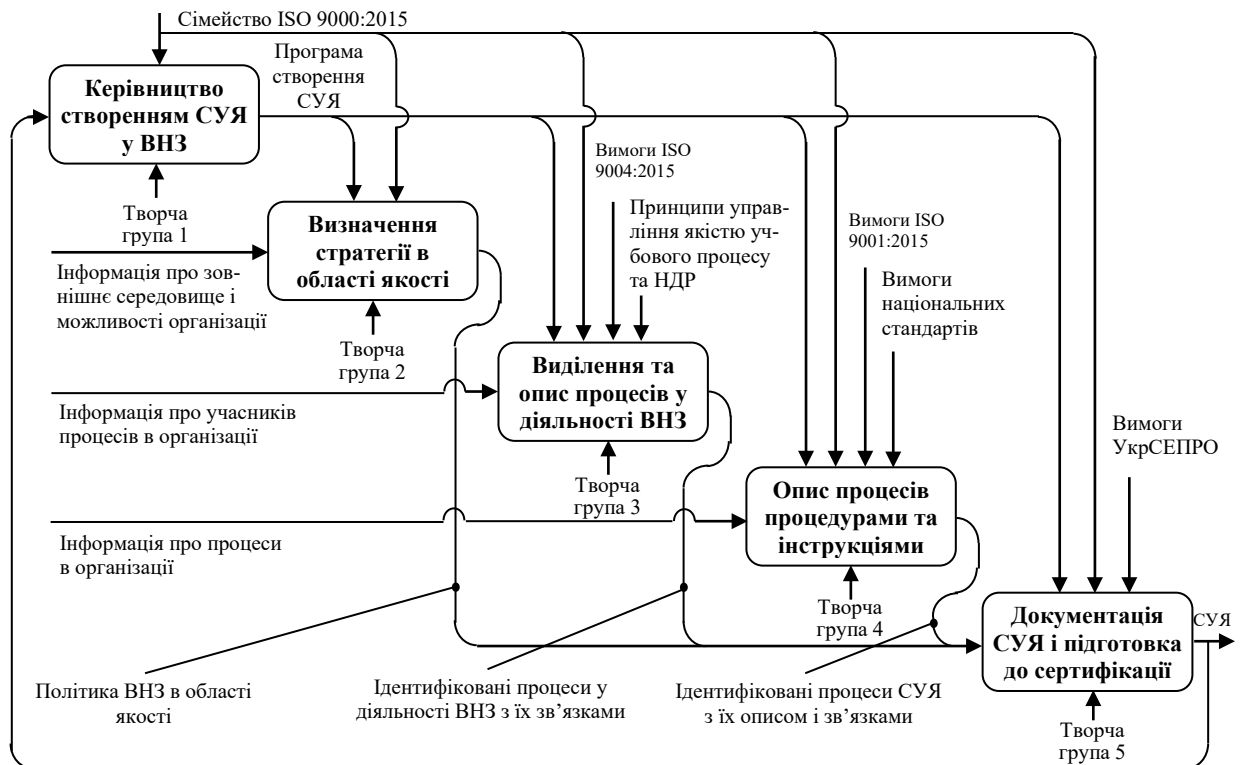 Сімейство ISO 9000:2015
Керівництво
створенням СУЯ
у ВНЗ
Програма
створення
СУЯ
Творча
група 1
Вимоги ISO
9004:2015
Принципи управ-
ління якістю уч-
бового процесу
та НДР
Визначення
стратегії в
області якості
Інформація про зов-
нішнє середовище і
можливості організації
Вимоги ISO
9001:2015
Вимоги
національних
стандартів
Творча
група 2
Виділення та
опис процесів у
діяльності ВНЗ
Інформація про учасників
процесів в організації
Вимоги
УкрСЕПРО
Творча
група 3
Опис процесів
процедурами та
інструкціями
Інформація про процеси
в організації
Творча
група 4
Документація
СУЯ і підготовка
до сертифікації
СУЯ
Політика ВНЗ в області
якості
Ідентифіковані процеси у
діяльності ВНЗ з їх зв’язками
Ідентифіковані процеси СУЯ
з їх описом і зв’язками
Творча
група 5